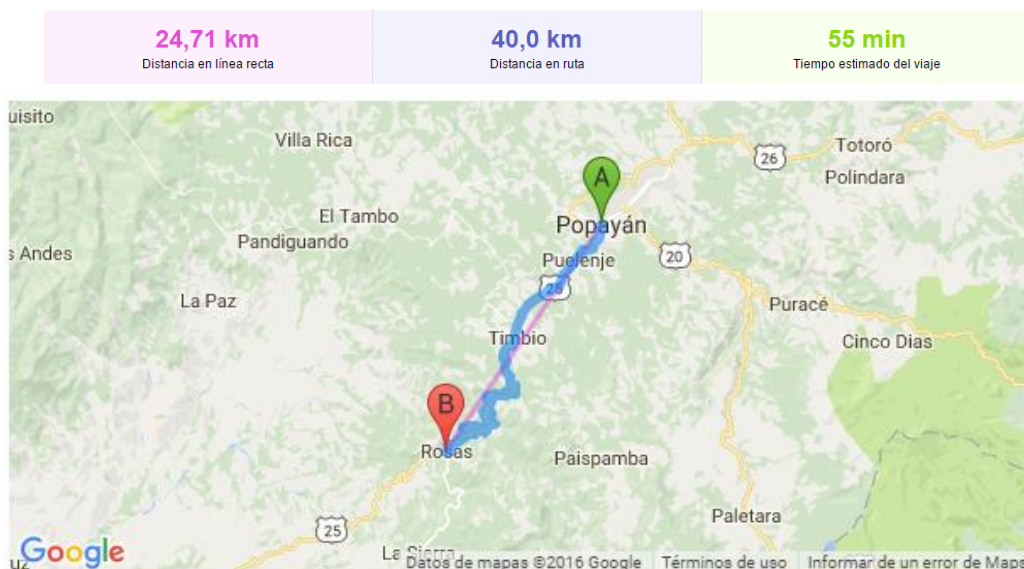 24,71 km
Distancia en línea recta
40,0 km
Distancia en ruta
55 min
Tiempo estimado del viaje
uisito
Villa Rica
26
Totoró
Polindara
A
El Tambo
Popayán
Pandiguando
s Andes
Puelenje
20
25
La Paz
Puracé
Timbio
Cinco Dias
B
Rosas
Paispamba
Paletara
25
La Sierra
Google
uz
Datos de mapas ©2016 Google
Términos de uso
Informar de un error de Maps